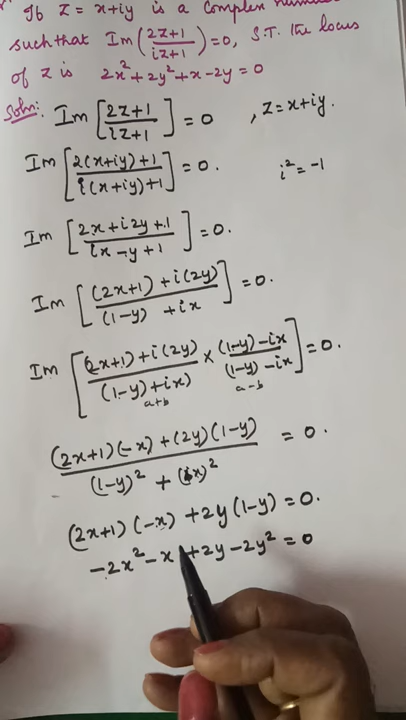 If z = x+iy is a complex number
such that Im(2z+1/iz+1)=0, S.T. the locus
of z is 2x²+2y²+x-2y=0
Soln: Im [2z+1/iz+1] = 0 , z=x+iy.
Im [2(x+iy)+1/i(x+iy)+1] = 0. i²=-1
Im [2x+i2y+1/ix-y+1] = 0.
Im [(2x+1)+i(2y)/(1-y)+ix] = 0.
Im [(2x+1)+i(2y)/(1-y)+ix) × (1-y)-ix/(1-y)-ix] = 0.
a+b a-b
(2x+1)(-x)+(2y)(1-y)/(1-y)²+(x)² = 0.
(2x+1)(-x)+2y(1-y)=0.
-2x²-x+2y-2y²=0